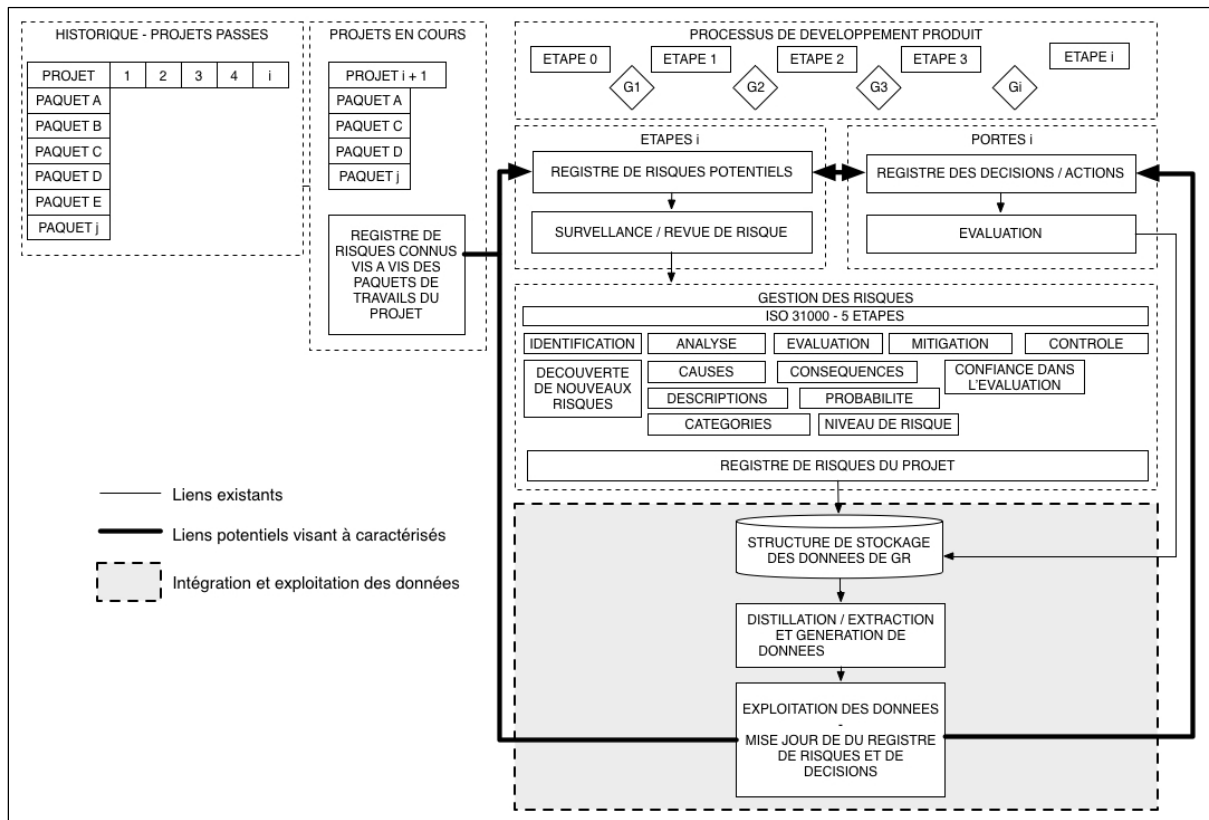 HISTORIQUE - PROJETS PASSES
PROJET 1 2 3 4 i
PAQUET A
PAQUET B
PAQUET C
PAQUET D
PAQUET E
PAQUET j
PROJETS EN COURS
PROJET i + 1
PAQUET A
PAQUET C
PAQUET D
PAQUET j
REGISTRE DE
RISQUES CONNUS
VIS A VIS DES
PAQUETS DE
TRAVAILS DU
PROJET
PROCESSUS DE DEVELOPPEMENT PRODUIT
ETAPE 0 ETAPE 1 ETAPE 2 ETAPE 3 ETAPE i
G1 G2 G3 Gi
ETAPES i
REGISTRE DE RISQUES POTENTIELS
SURVELLANCE / REVUE DE RISQUE
PORTES i
REGISTRE DES DECISIONS / ACTIONS
EVALUATION
GESTION DES RISQUES
ISO 31000 - 5 ETAPES
IDENTIFICATION ANALYSE EVALUATION MITIGATION CONTROLE
DECOUVERTE
DE NOUVEAUX
RISQUES
CAUSES CONSEQUENCES
CONFIANCE DANS
L'EVALUATION
DESCRIPTIONS PROBABILITE
CATEGORIES NIVEAU DE RISQUE
REGISTRE DE RISQUES DU PROJET
Liens existants
Liens potentiels visant à caractérisés
Intégration et exploitation des données
STRUCTURE DE STOCKAGE
DES DONNEES DE GR
DISTILLATION / EXTRACTION
ET GENERATION DE
DONNEES
EXPLOITATION DES DONNEES
-
MISE JOUR DE DU REGISTRE
DE RISQUES ET DE
DECISIONS